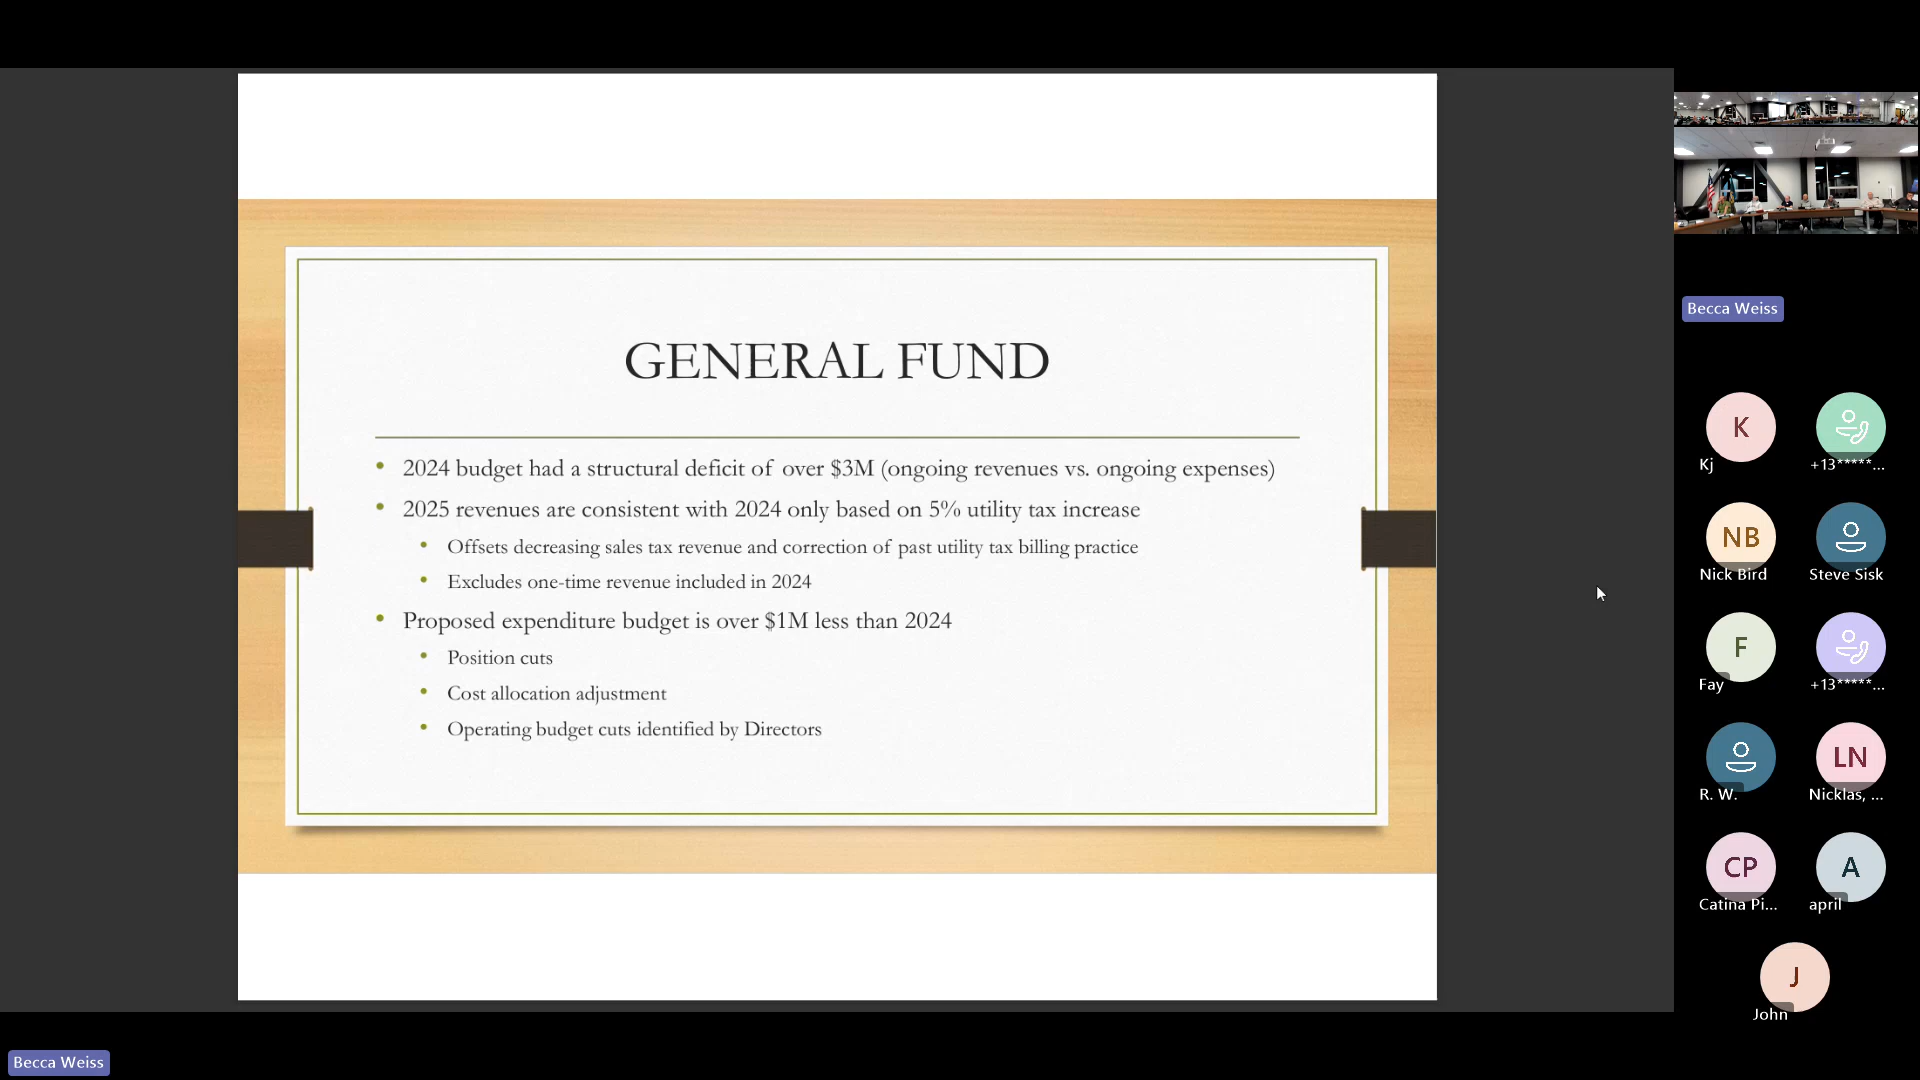 GENERAL FUND
2024 budget had a structural deficit of over $3M (ongoing revenues vs. ongoing expenses)
2025 revenues are consistent with 2024 only based on 5% utility tax increase
Offsets decreasing sales tax revenue and correction of past utility tax billing practice
Excludes one-time revenue included in 2024
Proposed expenditure budget is over $1M less than 2024
Position cuts
Cost allocation adjustment
Operating budget cuts identified by Directors
Becca Weiss
K
Kj
+13*****...
NB
Nick Bird
Steve Sisk
F
Fay
+13*****...
R. W.
LN
Nicklas, ...
CP
Catina Pi...
A
april
J
John
Becca Weiss